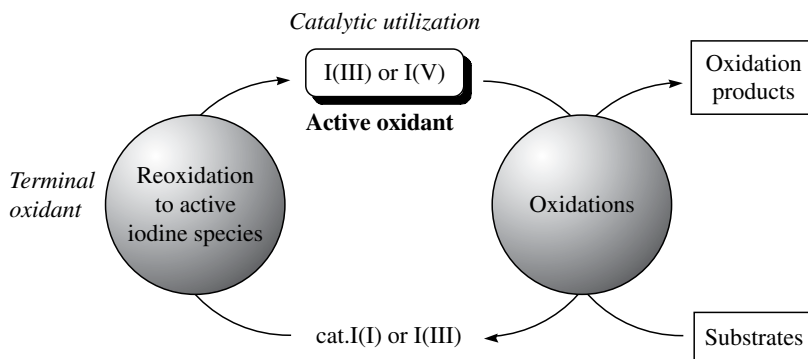 Catalytic utilization
I(III) or I(V)
Active oxidant
Oxidation
products
Terminal
oxidant
Reoxidation
to active
iodine species
Oxidations
cat.I(I) or I(III)
Substrates